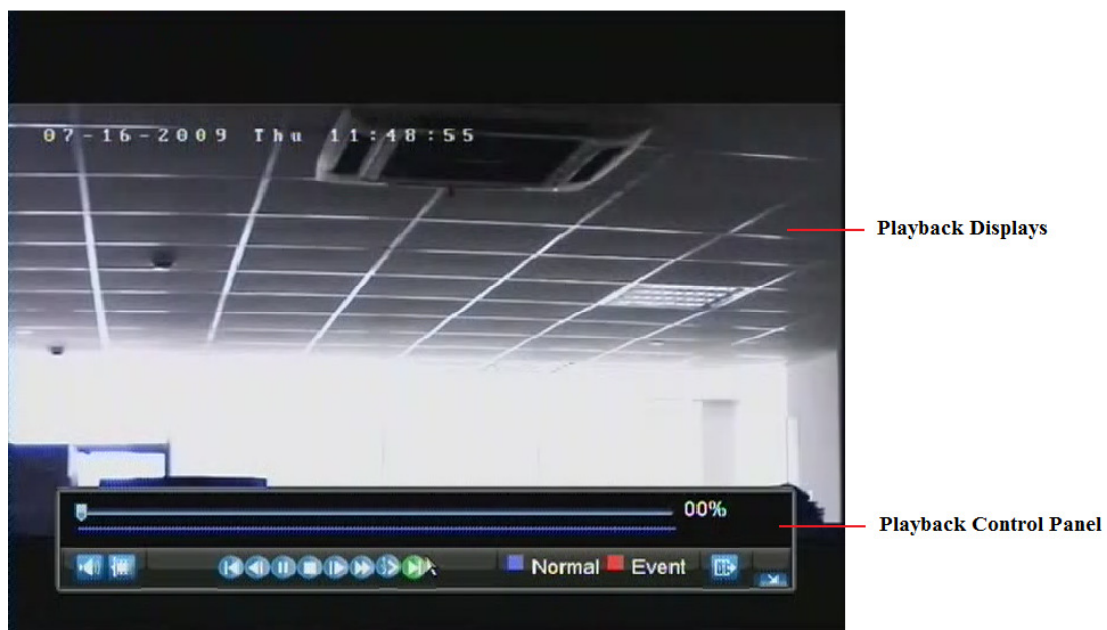 07-16-2009 Thu 11:48:55
Playback Displays
00%
Playback Control Panel
Normal Event